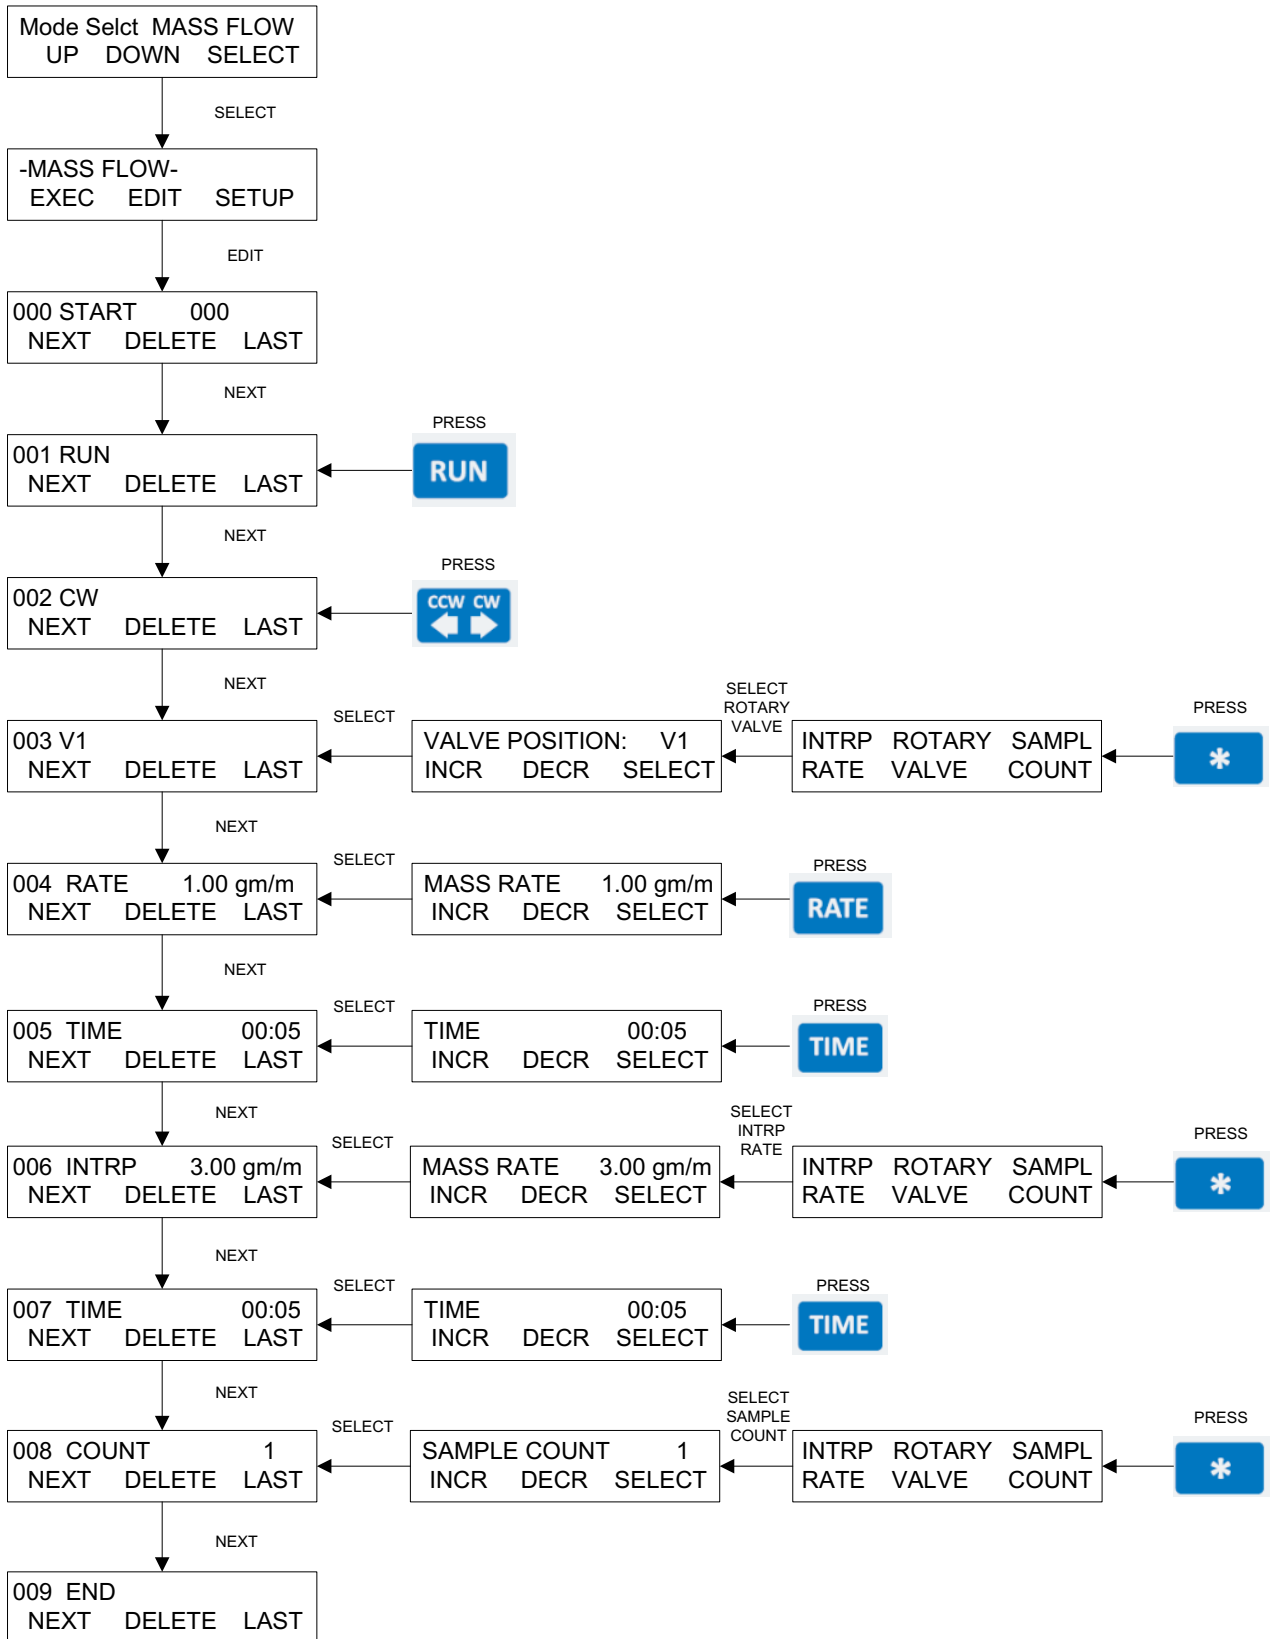 Mode Selct MASS FLOW
UP DOWN SELECT
SELECT
-MASS FLOW-
EXEC EDIT SETUP
EDIT
000 START 000
NEXT DELETE LAST
NEXT
PRESS
001 RUN
NEXT DELETE LAST
RUN
NEXT
PRESS
002 CW
NEXT DELETE LAST
CCW CW
NEXT
SELECT
SELECT
ROTARY
VALVE
PRESS
003 V1
NEXT DELETE LAST
VALVE POSITION: V1
INCR DECR SELECT
INTRP ROTARY SAMPL
RATE VALVE COUNT
*
NEXT
SELECT
PRESS
004 RATE 1.00 gm/m
NEXT DELETE LAST
MASS RATE 1.00 gm/m
INCR DECR SELECT
RATE
NEXT
SELECT
PRESS
005 TIME 00:05
NEXT DELETE LAST
TIME 00:05
INCR DECR SELECT
TIME
NEXT
SELECT
SELECT
INTRP
RATE
PRESS
006 INTRP 3.00 gm/m
NEXT DELETE LAST
MASS RATE 3.00 gm/m
INCR DECR SELECT
INTRP ROTARY SAMPL
RATE VALVE COUNT
*
NEXT
SELECT
PRESS
007 TIME 00:05
NEXT DELETE LAST
TIME 00:05
INCR DECR SELECT
TIME
NEXT
SELECT
SELECT
SAMPLE
COUNT
PRESS
008 COUNT 1
NEXT DELETE LAST
SAMPLE COUNT 1
INCR DECR SELECT
INTRP ROTARY SAMPL
RATE VALVE COUNT
*
NEXT
009 END
NEXT DELETE LAST